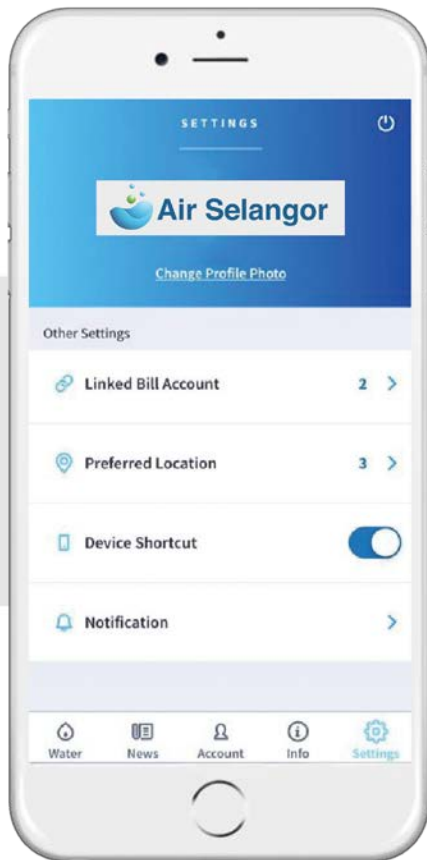 SETTINGS
Air Selangor
Change Profile Photo
Other Settings
Linked Bill Account 2
Preferred Location 3
Device Shortcut
Notification
Water News Account Info Settings